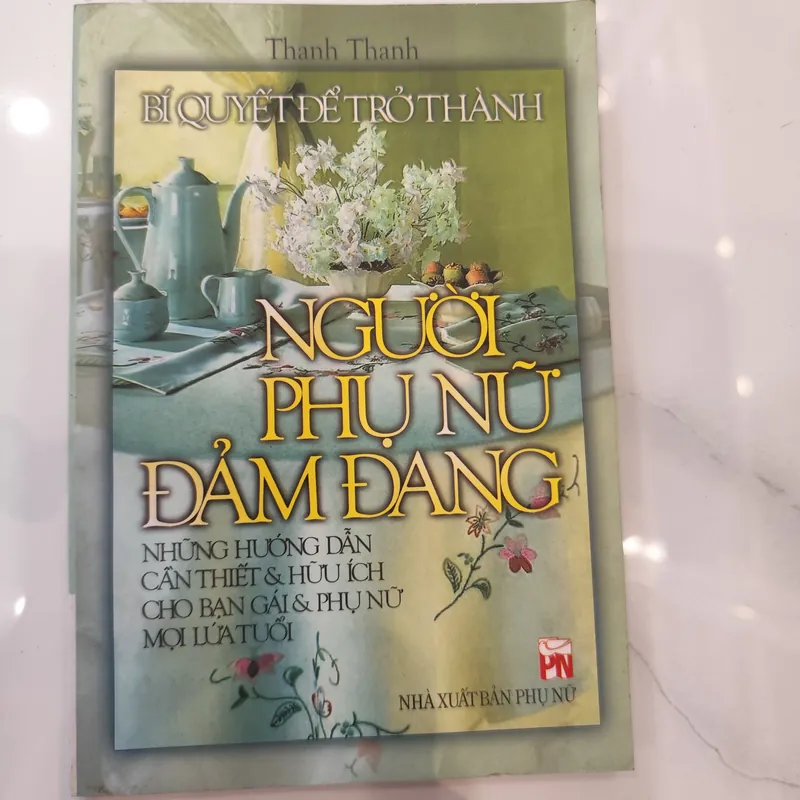 Thanh Thanh
BÍ QUYẾT ĐỂ TRỞ THÀNH
NGƯỜI
PHỤ NỮ
ĐẢM ĐANG
NHỮNG HƯỚNG DẪN
CẦN THIẾT & HỮU ÍCH
CHO BẠN GÁI & PHỤ NỮ
MỌI LỨA TUỔI
PN
NHÀ XUẤT BẢN PHỤ NỮ